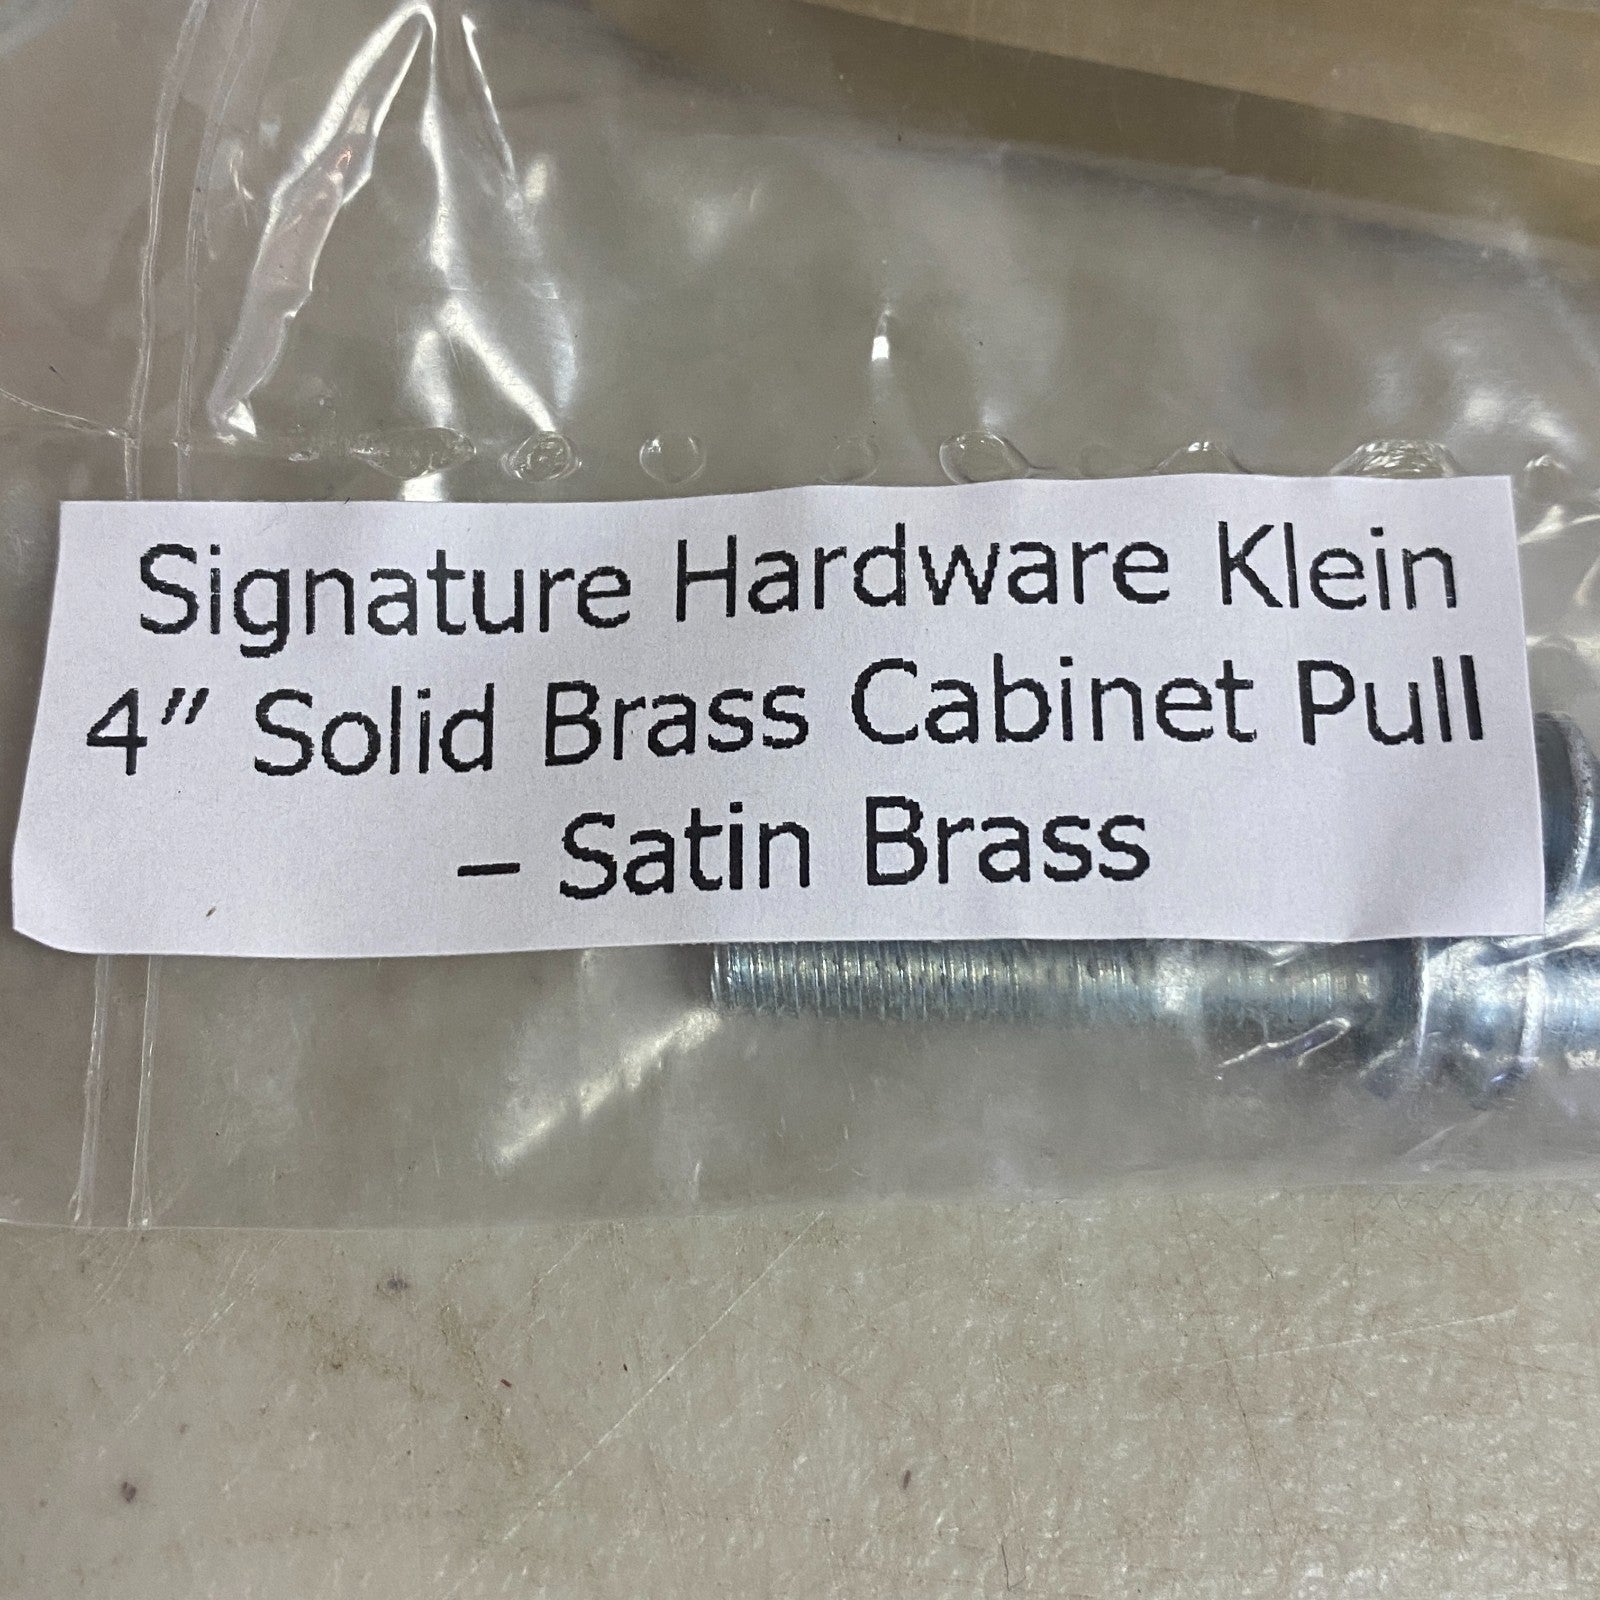 Signature Hardware Klein
4" Solid Brass Cabinet Pull
– Satin Brass